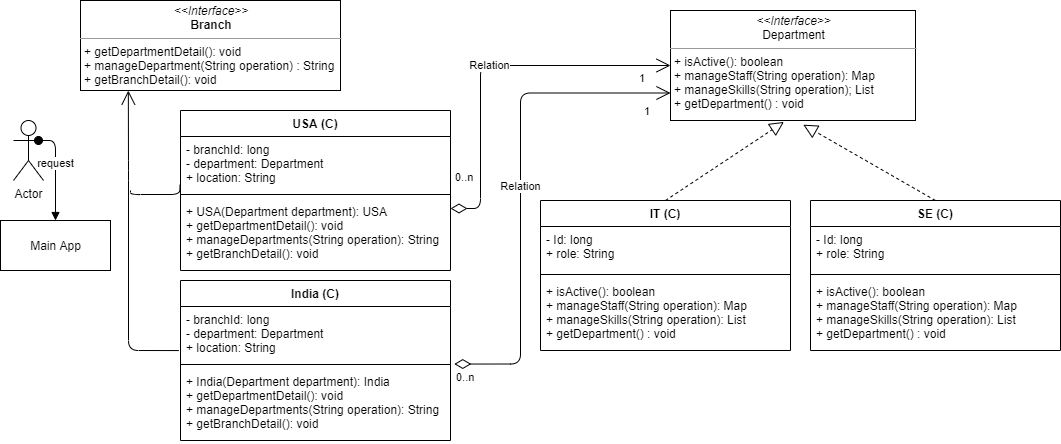 <<Interface>>
Branch
+ getDepartmentDetail(): void
+ manageDepartment(String operation) : String
+ getBranchDetail(): void
<<Interface>>
Department
+ isActive(): boolean
+ manageStaff(String operation): Map
+ manageSkills(String operation); List
+ getDepartment() : void
Relation
1
1
request
Actor
Main App
USA (C)
- branchId: long
- department: Department
+ location: String
+ USA(Department department): USA
+ getDepartmentDetail(): void
+ manageDepartments(String operation): String
+ getBranchDetail(): void
0..n
Relation
India (C)
- branchId: long
- department: Department
+ location: String
+ India(Department department): India
+ getDepartmentDetail(): void
+ manageDepartments(String operation): String
+ getBranchDetail(): void
0..n
IT (C)
- Id: long
+ role: String
+ isActive(): boolean
+ manageStaff(String operation): Map
+ manageSkills(String operation): List
+ getDepartment() : void
SE (C)
- Id: long
+ role: String
+ isActive(): boolean
+ manageStaff(String operation): Map
+ manageSkills(String operation): List
+ getDepartment() : void